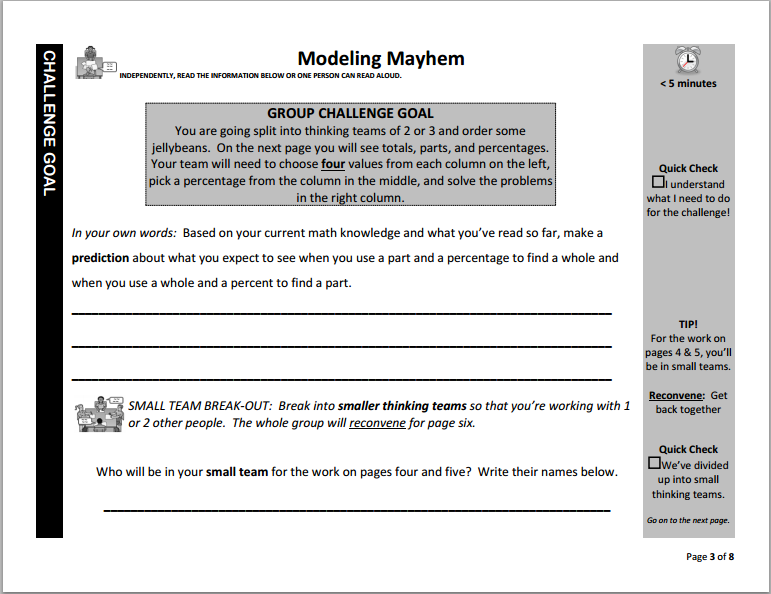 CHALLENGE GOAL
Modeling Mayhem
INDEPENDENTLY, READ THE INFORMATION BELOW OR ONE PERSON CAN READ ALOUD.
GROUP CHALLENGE GOAL
You are going split into thinking teams of 2 or 3 and order some
jellybeans. On the next page you will see totals, parts, and percentages.
Your team will need to choose four values from each column on the left,
pick a percentage from the column in the middle, and solve the problems
in the right column.
In your own words: Based on your current math knowledge and what you've read so far, make a
prediction about what you expect to see when you use a part and a percentage to find a whole and
when you use a whole and a percent to find a part.
SMALL TEAM BREAK-OUT: Break into smaller thinking teams so that you're working with 1
or 2 other people. The whole group will reconvene for page six.
Who will be in your small team for the work on pages four and five? Write their names below.
< 5 minutes
Quick Check
I understand
what I need to do
for the challenge!
TIP!
For the work on
pages 4 & 5, you'll
be in small teams.
Reconvene: Get
back together
Quick Check
We've divided
up into small
thinking teams.
Go on to the next page.
Page 3 of 8